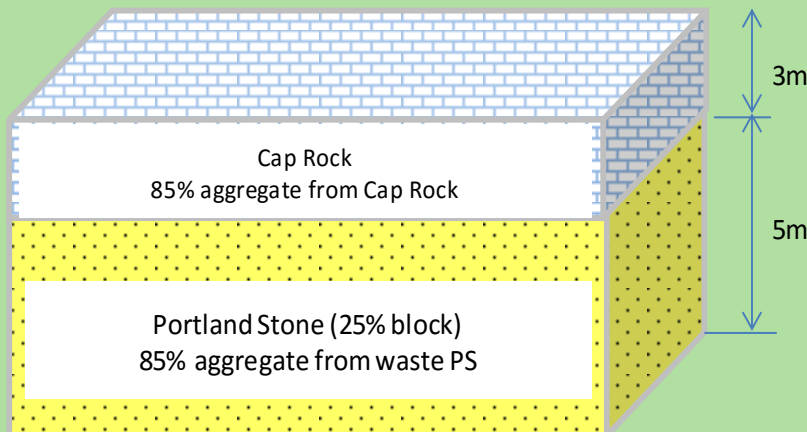 3m
Cap Rock
85% aggregate from Cap Rock
5m
Portland Stone (25% block)
85% aggregate from waste PS